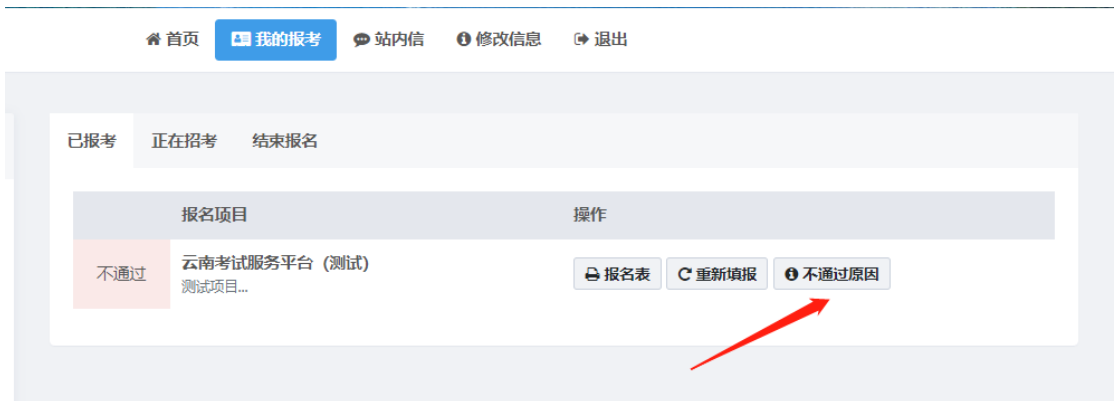 首页 我的报考 站内信 修改信息 退出
已报考 正在招考 结束报名
报名项目 操作
不通过 云南考试服务平台（测试） 报名表 重新填报 不通过原因
测试项目...